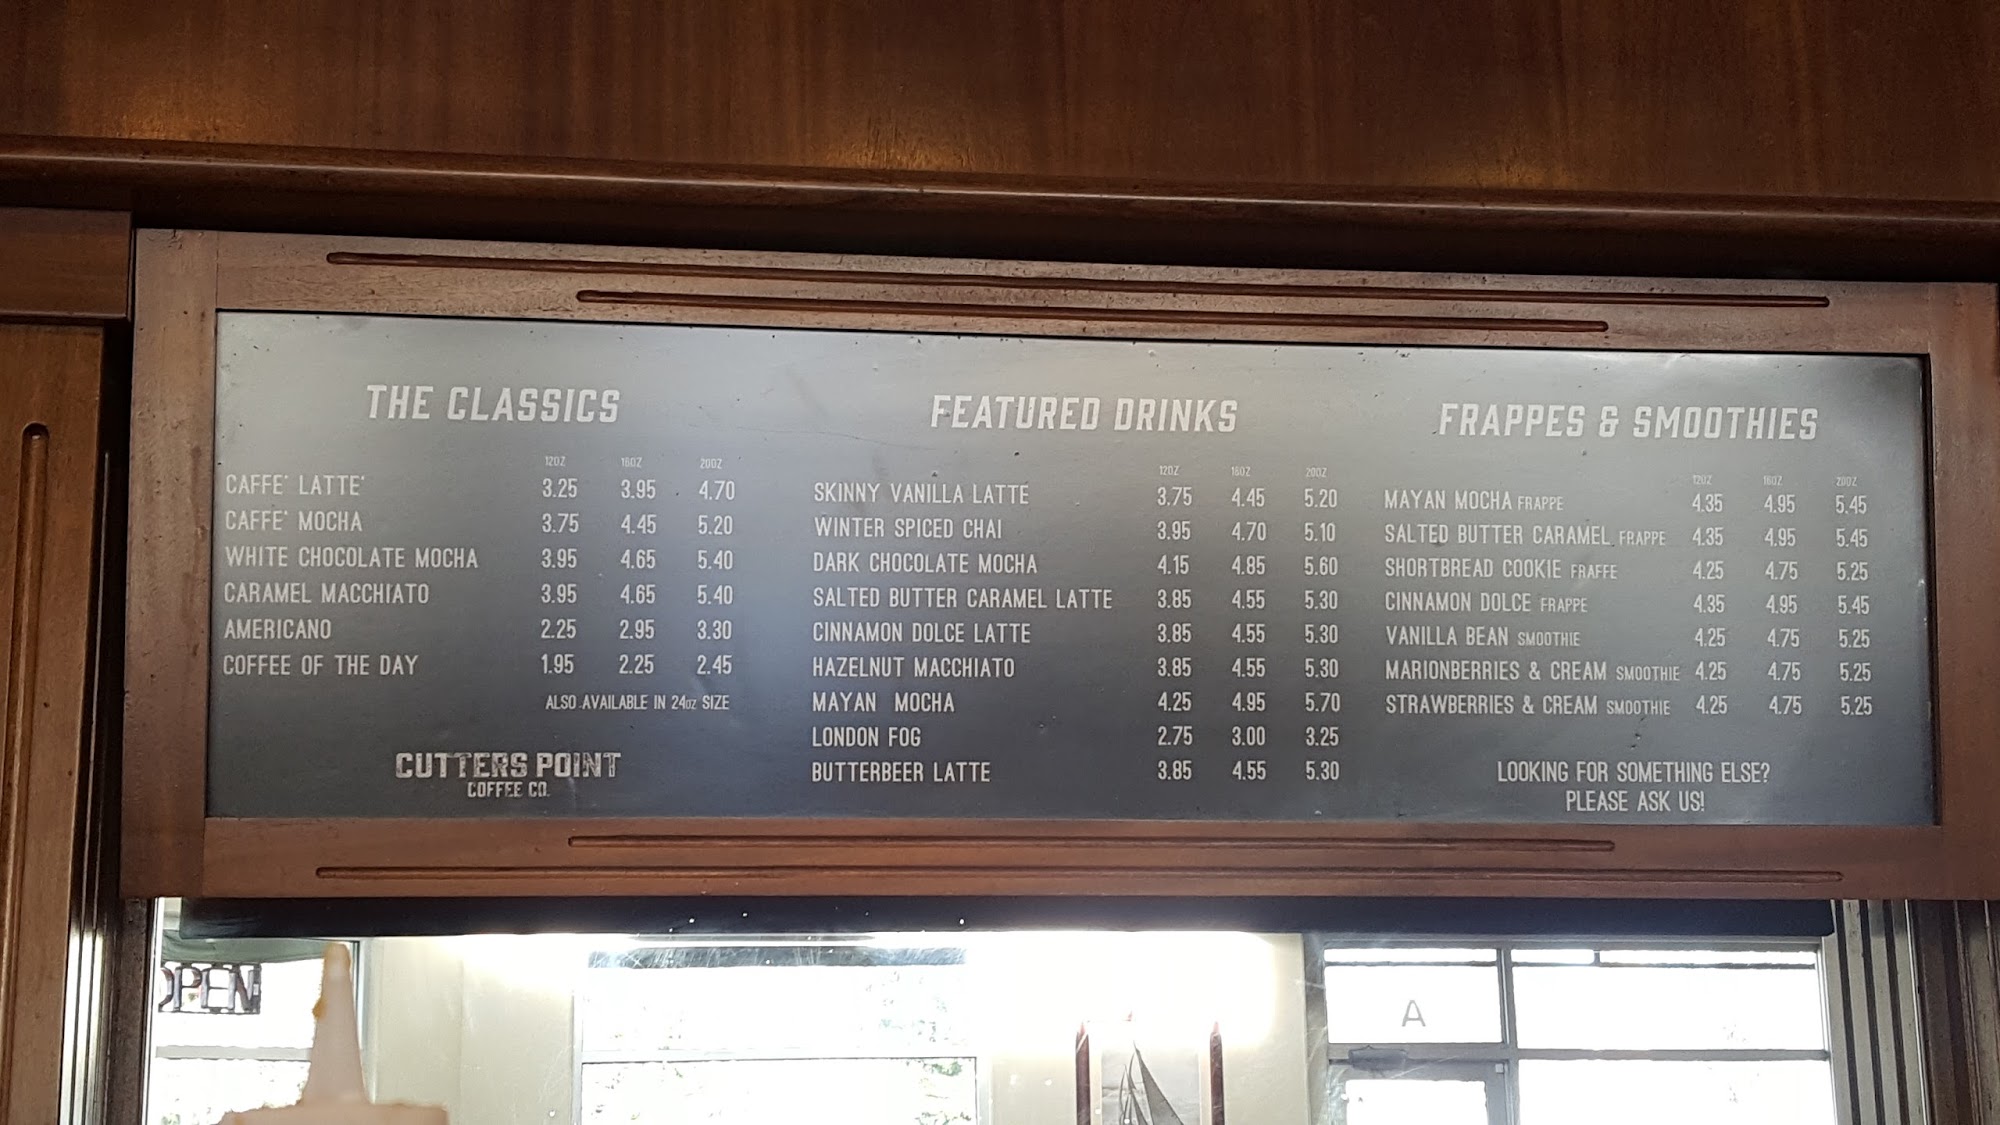 THE CLASSICS
12OZ 16OZ 20OZ
CAFFE' LATTE' 3.25 3.95 4.70
CAFFE' MOCHA 3.75 4.45 5.20
WHITE CHOCOLATE MOCHA 3.95 4.65 5.40
CARAMEL MACCHIATO 3.95 4.65 5.40
AMERICANO 2.25 2.95 3.30
COFFEE OF THE DAY 1.95 2.25 2.45
ALSO AVAILABLE IN 24OZ SIZE
CUTTERS POINT
COFFEE CO.
FEATURED DRINKS
12OZ 16OZ 20OZ
SKINNY VANILLA LATTE 3.75 4.45 5.20
WINTER SPICED CHAI 3.95 4.70 5.10
DARK CHOCOLATE MOCHA 4.15 4.85 5.60
SALTED BUTTER CARAMEL LATTE 3.85 4.55 5.30
CINNAMON DOLCE LATTE 3.85 4.55 5.30
HAZELNUT MACCHIATO 3.85 4.55 5.30
MAYAN MOCHA 4.25 4.95 5.70
LONDON FOG 2.75 3.00 3.25
BUTTERBEER LATTE 3.85 4.55 5.30
FRAPPES & SMOOTHIES
12OZ 16OZ 20OZ
MAYAN MOCHA FRAPPE 4.35 4.95 5.45
SALTED BUTTER CARAMEL FRAPPE 4.35 4.95 5.45
SHORTBREAD COOKIE FRAFFE 4.25 4.75 5.25
CINNAMON DOLCE FRAPPE 4.35 4.95 5.45
VANILLA BEAN SMOOTHIE 4.25 4.75 5.25
MARIONBERRIES & CREAM SMOOTHIE 4.25 4.75 5.25
STRAWBERRIES & CREAM SMOOTHIE 4.25 4.75 5.25
LOOKING FOR SOMETHING ELSE?
PLEASE ASK US!
OPEN
A